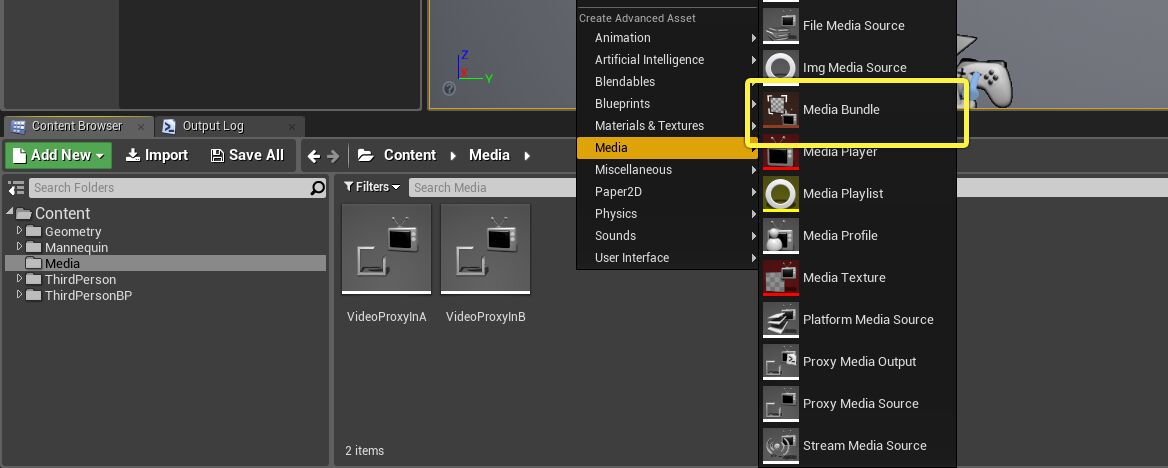 Create Advanced Asset
Animation
Artificial Intelligence
Blendables
Blueprints
Materials & Textures
Media
Miscellaneous
Paper2D
Physics
Sounds
User Interface
File Media Source
Img Media Source
Media Bundle
Media Player
Media Playlist
Media Profile
Media Texture
Platform Media Source
Proxy Media Output
Proxy Media Source
Stream Media Source
Z
X
Y
?
Content Browser
Output Log
Add New
Import
Save All
Content
Media
Search Folders
Filters
Search Media
Content
Geometry
Mannequin
Media
ThirdPerson
ThirdPersonBP
VideoProxyInA
VideoProxyInB
2 items